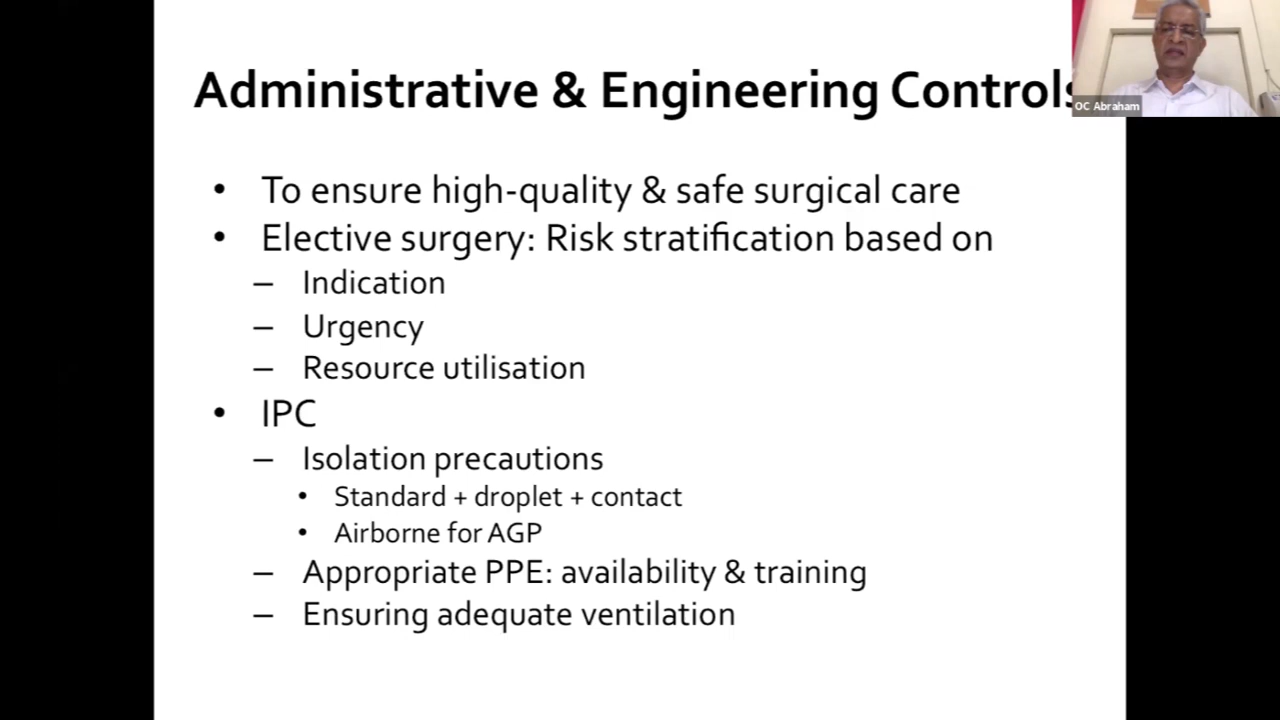 Administrative & Engineering Controls
OC Abraham
• To ensure high-quality & safe surgical care
• Elective surgery: Risk stratification based on
– Indication
– Urgency
– Resource utilisation
• IPC
– Isolation precautions
• Standard + droplet + contact
• Airborne for AGP
– Appropriate PPE: availability & training
– Ensuring adequate ventilation